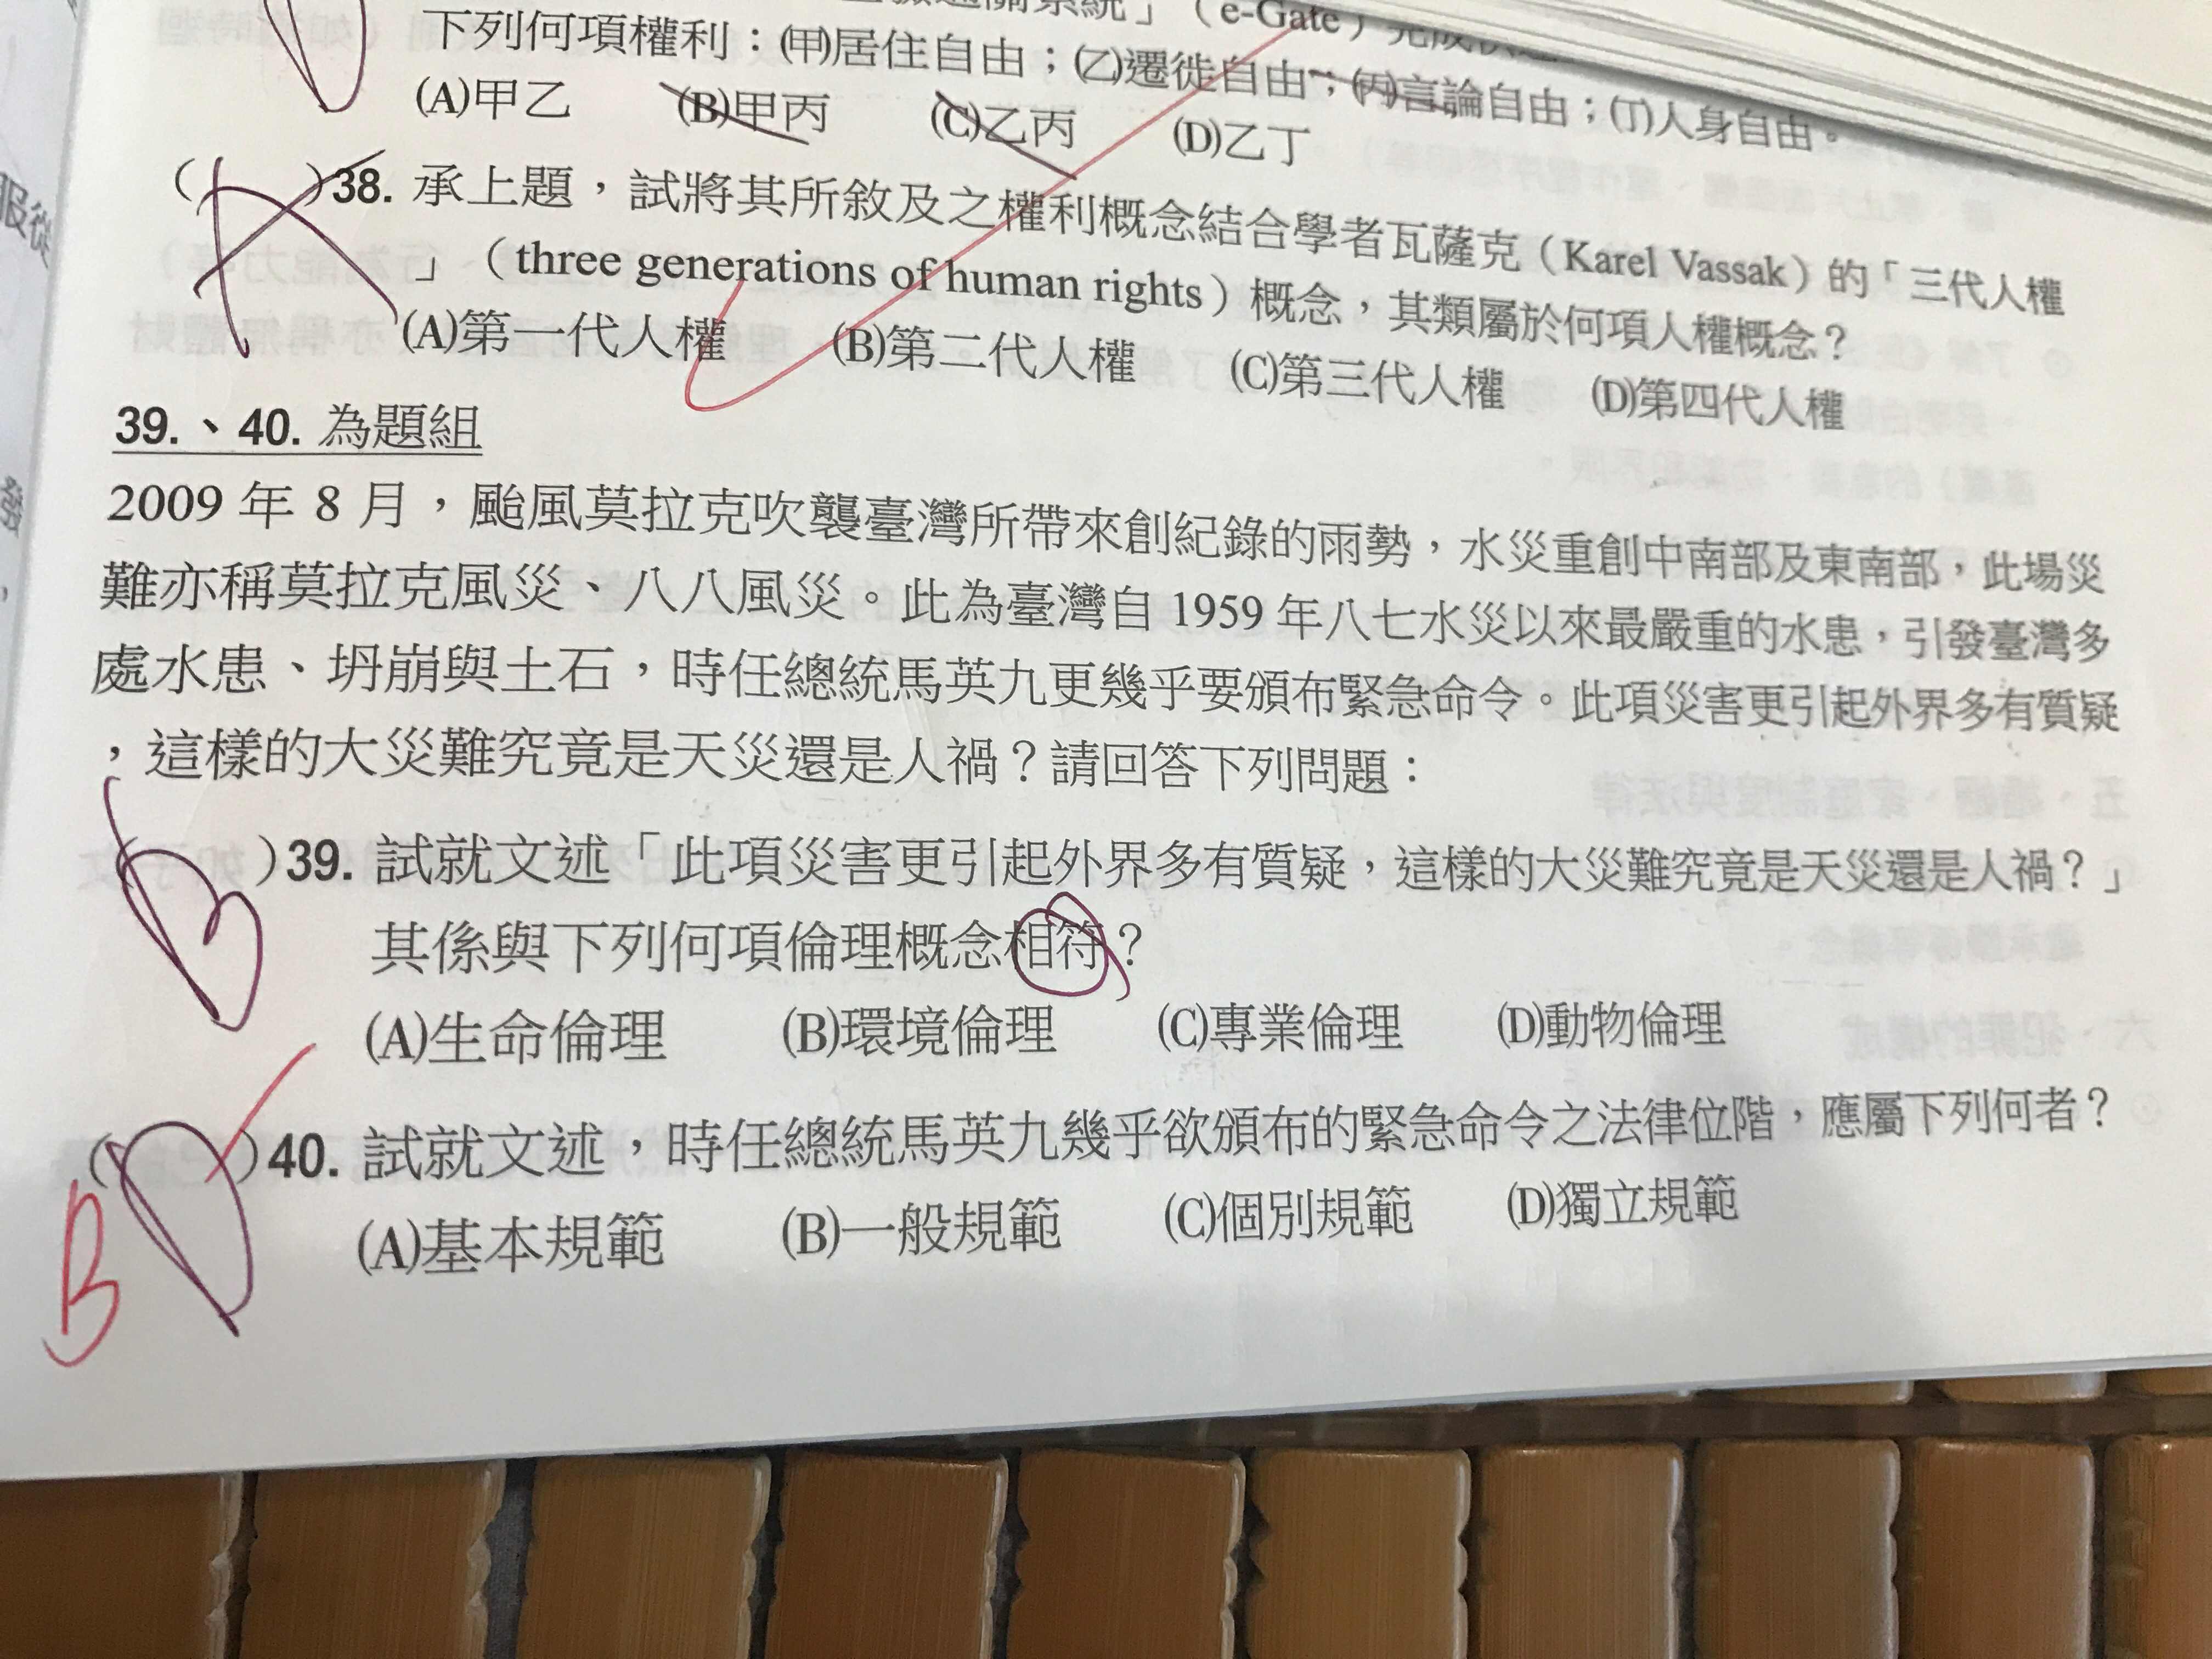 （e-Gate）
下列何項權利：(甲)居住自由；(乙)遷徙自由；(丙)言論自由；(丁)人身自由。
(A)甲乙 (B)甲丙 (C)乙丙 (D)乙丁
( A )38. 承上題，試將其所敘及之權利概念結合學者瓦薩克（Karel Vassak）的「三代人權
」（three generations of human rights）概念，其類屬於何項人權概念？
(A)第一代人權 (B)第二代人權 (C)第三代人權 (D)第四代人權
39.、40. 為題組
2009 年 8 月，颱風莫拉克吹襲臺灣所帶來創紀錄的雨勢，水災重創中南部及東南部，此場災
難亦稱莫拉克風災、八八風災。此為臺灣自 1959 年八七水災以來最嚴重的水患，引發臺灣多
處水患、坍崩與土石，時任總統馬英九更幾乎要頒布緊急命令。此項災害更引起外界多有質疑
，這樣的大災難究竟是天災還是人禍？請回答下列問題：
( B )39. 試就文述「此項災害更引起外界多有質疑，這樣的大災難究竟是天災還是人禍？」
其係與下列何項倫理概念相符？
(A)生命倫理 (B)環境倫理 (C)專業倫理 (D)動物倫理
( D )40. 試就文述，時任總統馬英九幾乎欲頒布的緊急命令之法律位階，應屬下列何者？
B
(A)基本規範 (B)一般規範 (C)個別規範 (D)獨立規範